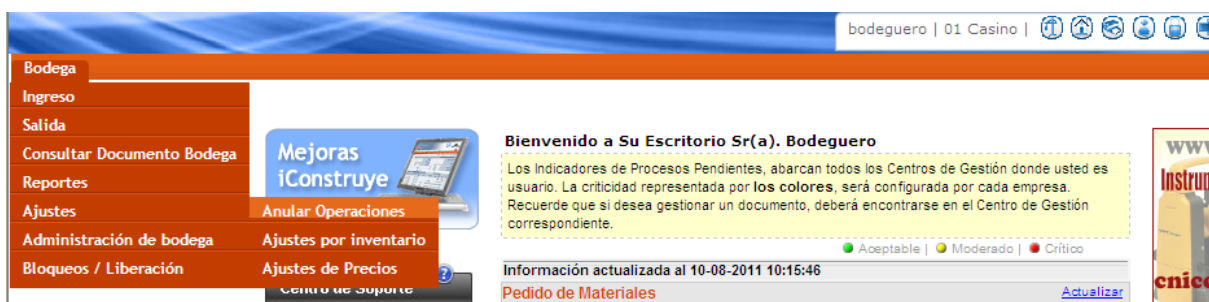 bodeguero | 01 Casino |
Bodega
Ingreso
Salida
Consultar Documento Bodega
Reportes
Ajustes
Administración de bodega
Bloqueos / Liberación
Anular Operaciones
Ajustes por inventario
Ajustes de Precios
Mejoras
iConstruye
Centro de Soporte
?
Bienvenido a Su Escritorio Sr(a). Bodeguero
Los Indicadores de Procesos Pendientes, abarcan todos los Centros de Gestión donde usted es
usuario. La criticidad representada por los colores, será configurada por cada empresa.
Recuerde que si desea gestionar un documento, deberá encontrarse en el Centro de Gestión
correspondiente.
Aceptable | Moderado | Crítico
Información actualizada al 10-08-2011 10:15:46
Pedido de Materiales
Actualizar